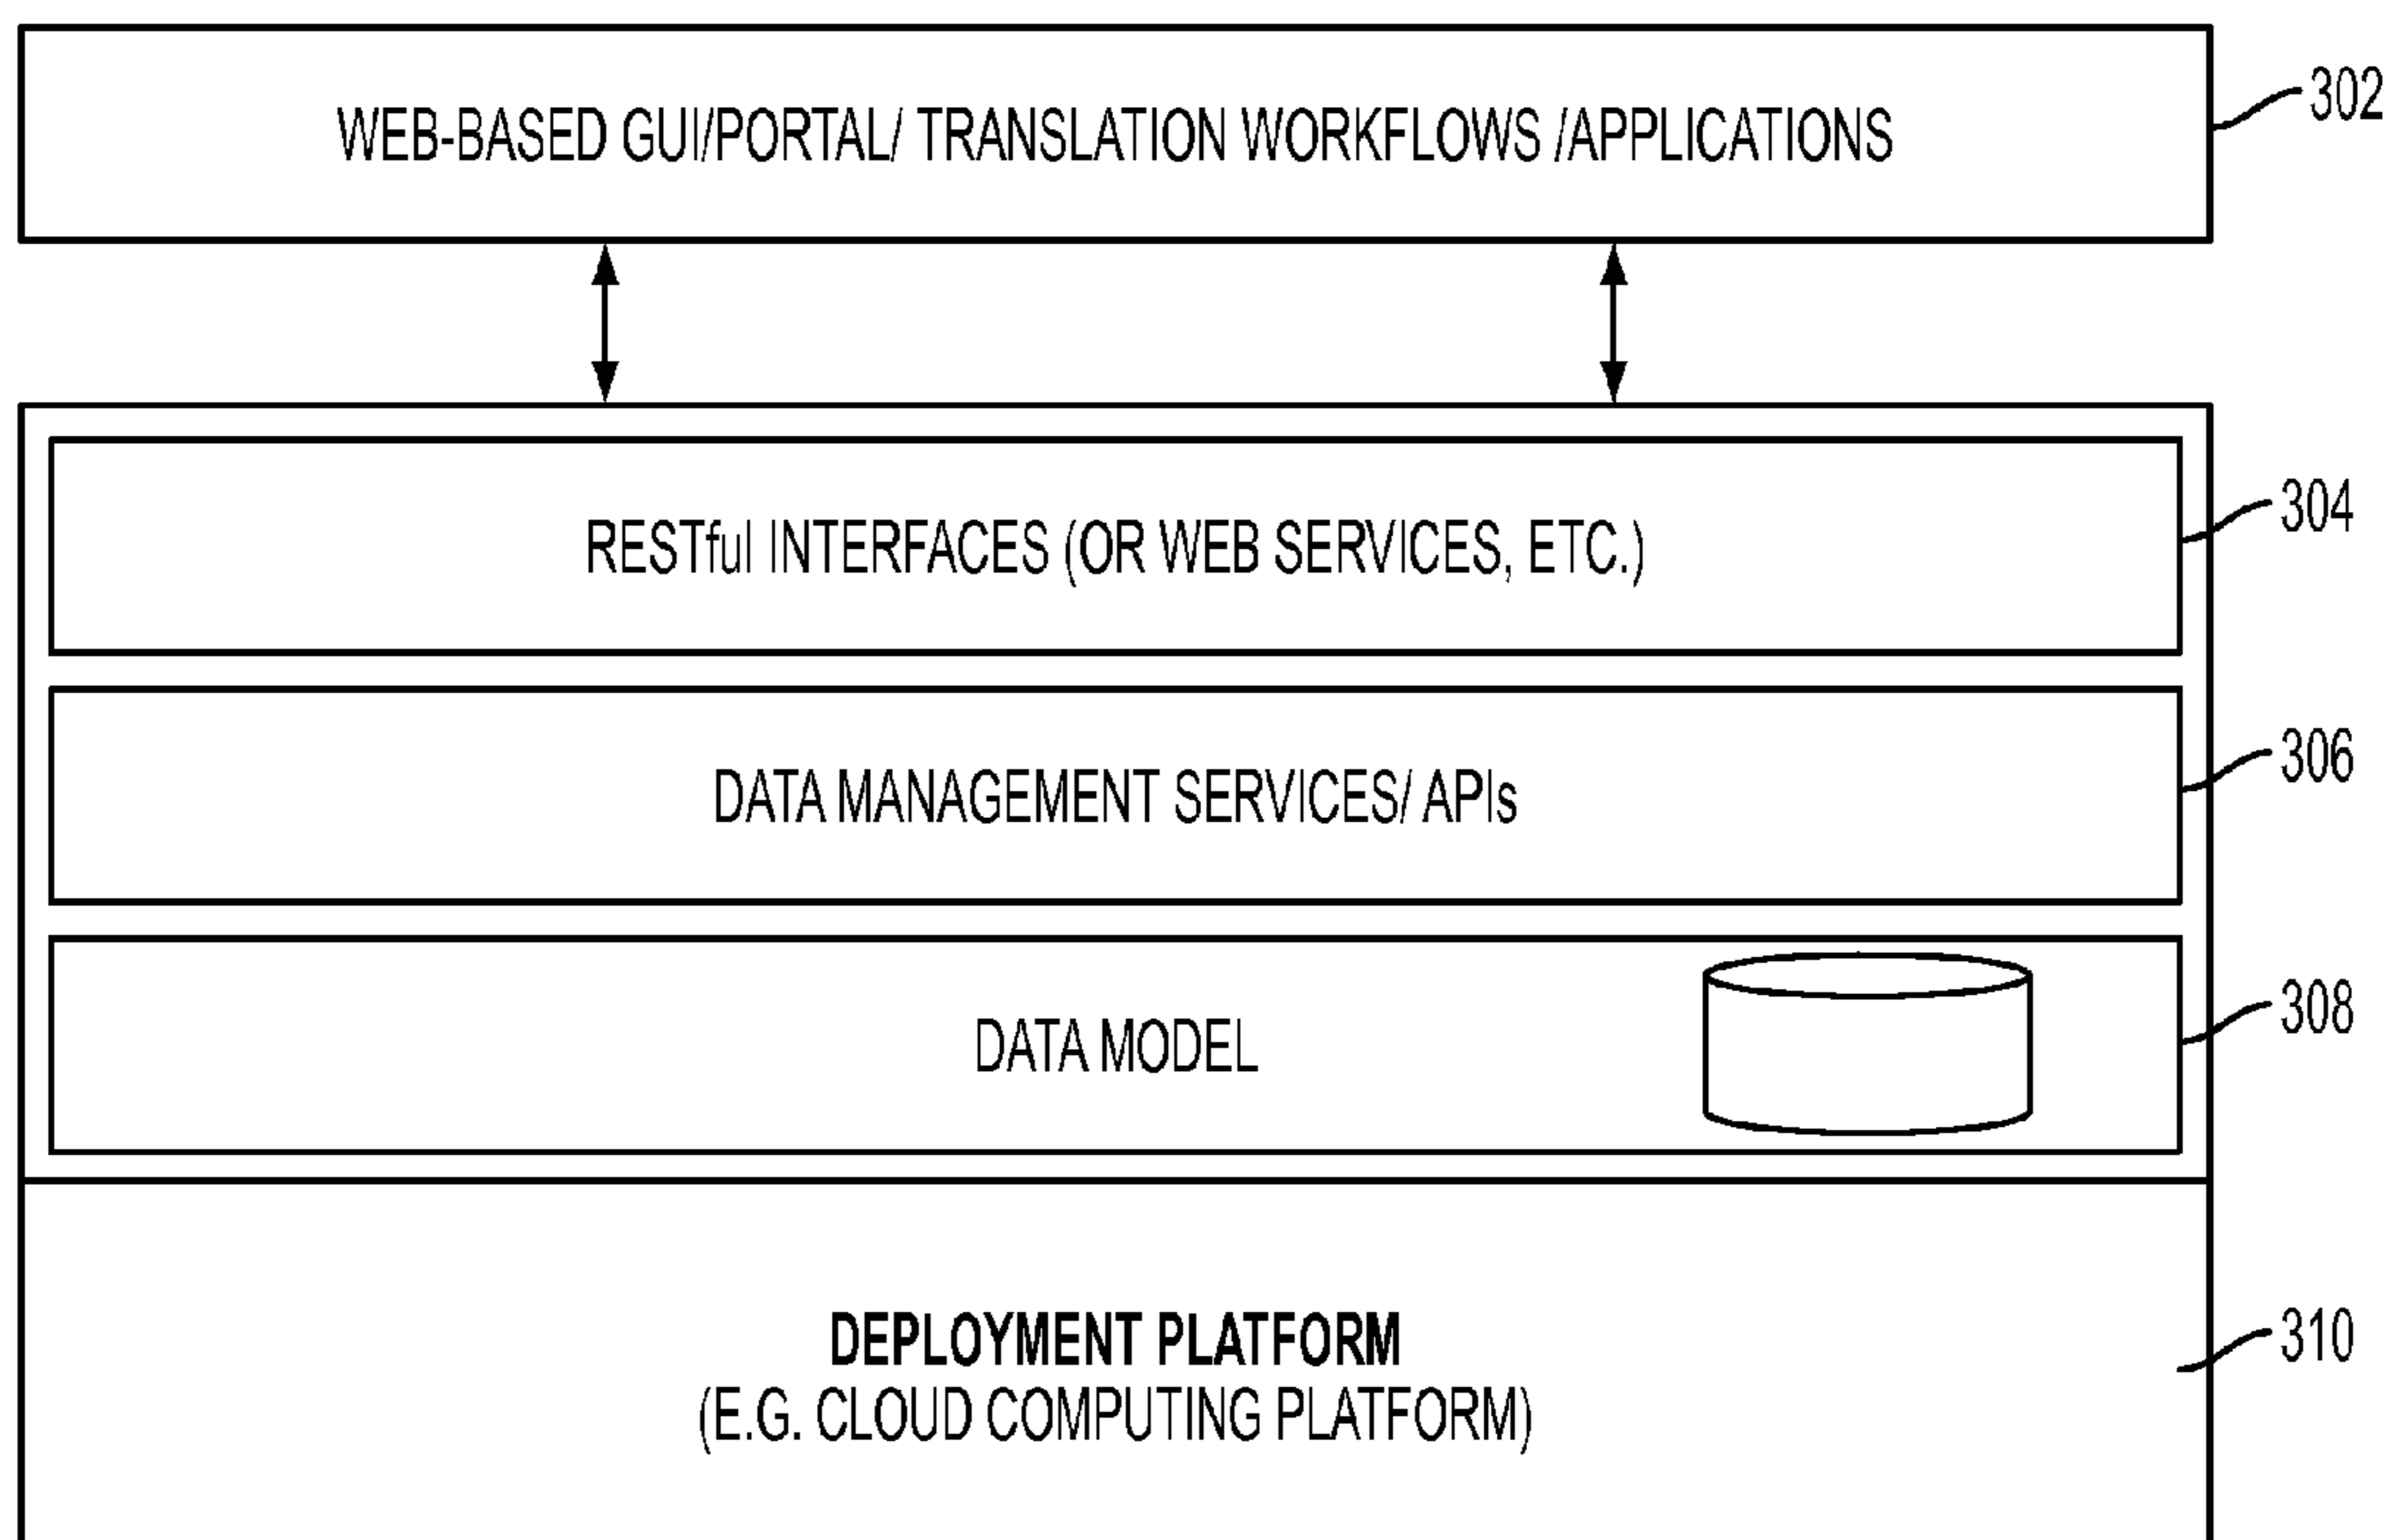 WEB-BASED GUI/PORTAL/ TRANSLATION WORKFLOWS /APPLICATIONS
302
RESTful INTERFACES (OR WEB SERVICES, ETC.)
304
DATA MANAGEMENT SERVICES/ APIs
306
DATA MODEL
308
DEPLOYMENT PLATFORM
(E.G. CLOUD COMPUTING PLATFORM)
310